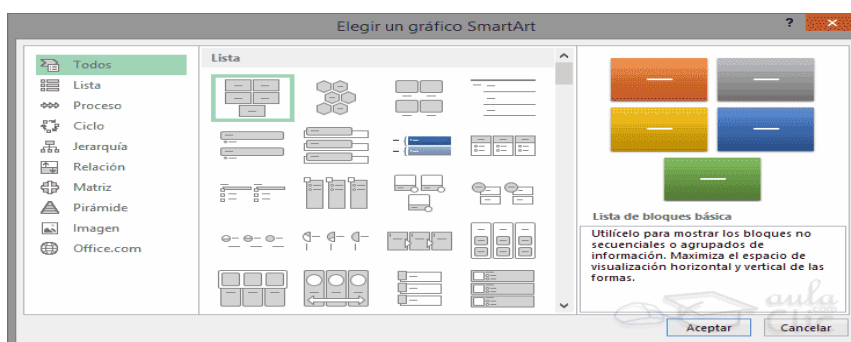 Elegir un gráfico SmartArt
?
Todos
Lista
Proceso
Ciclo
Jerarquía
Relación
Matriz
Pirámide
Imagen
Office.com
Lista
Lista de bloques básica
Utilícelo para mostrar los bloques no
secuenciales o agrupados de
información. Maximiza el espacio de
visualización horizontal y vertical de las
formas.
aula
.com
CLIC
Aceptar
Cancelar